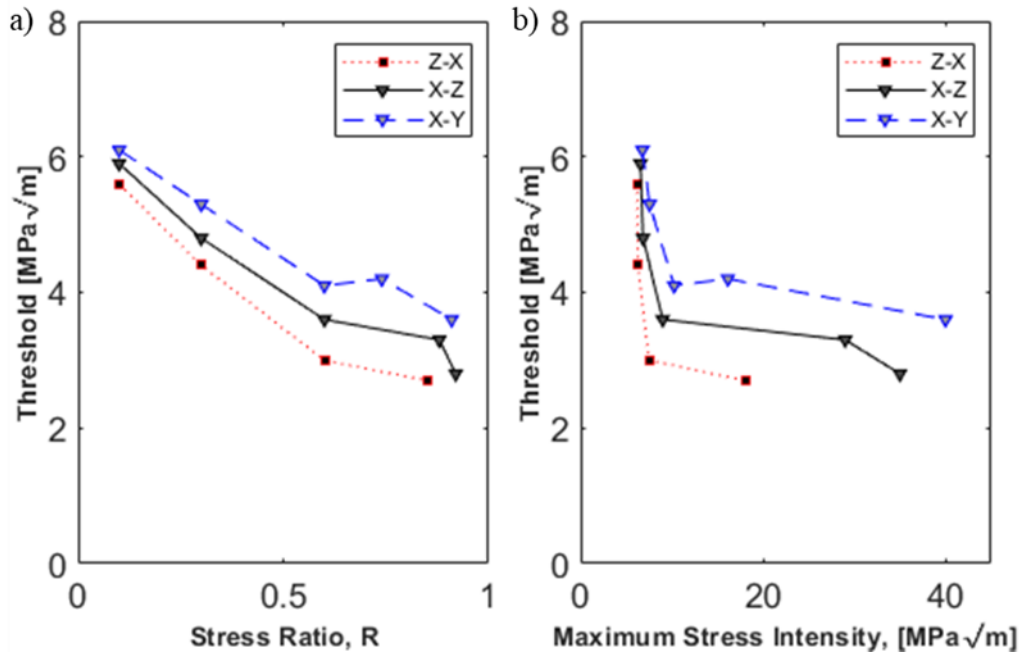 a)
8
6
4
2
0
Threshold [MPa√m]
Z-X
X-Z
X-Y
0
0.5
1
Stress Ratio, R
b)
8
6
4
2
0
Threshold [MPa√m]
Z-X
X-Z
X-Y
0
20
40
Maximum Stress Intensity, [MPa√m]